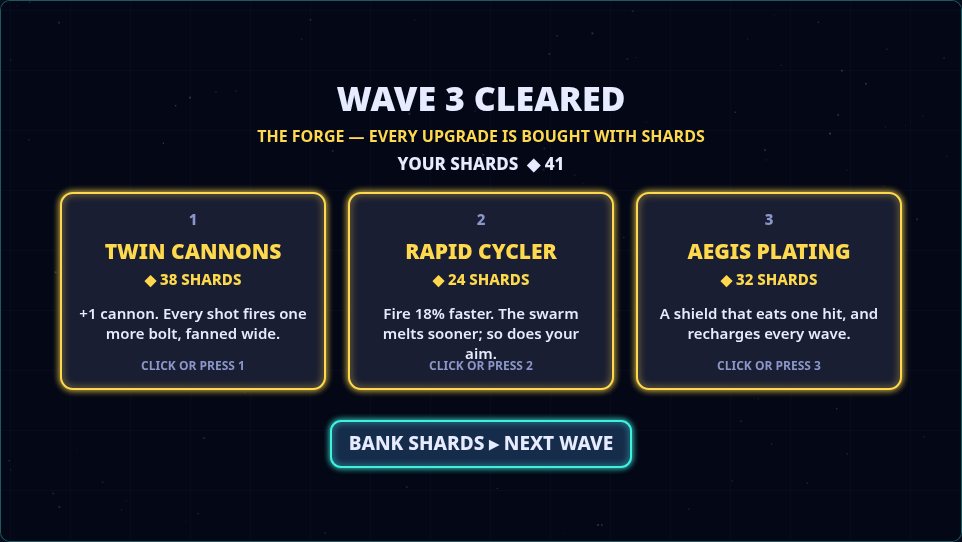 WAVE 3 CLEARED
THE FORGE — EVERY UPGRADE IS BOUGHT WITH SHARDS
YOUR SHARDS ◆ 41
1
TWIN CANNONS
◆ 38 SHARDS
+1 cannon. Every shot fires one
more bolt, fanned wide.
CLICK OR PRESS 1
2
RAPID CYCLER
◆ 24 SHARDS
Fire 18% faster. The swarm
melts sooner; so does your
aim.
CLICK OR PRESS 2
3
AEGIS PLATING
◆ 32 SHARDS
A shield that eats one hit, and
recharges every wave.
CLICK OR PRESS 3
BANK SHARDS ▸ NEXT WAVE